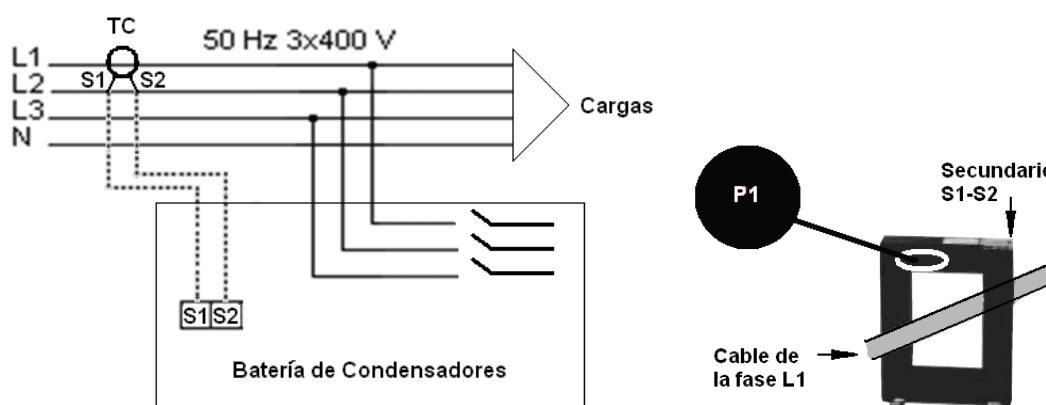 TC
50 Hz 3x400 V
L1
S1 S2
L2
L3
N
Cargas
S1 S2
Batería de Condensadores
P1
Secundario
S1-S2
Cable de
la fase L1